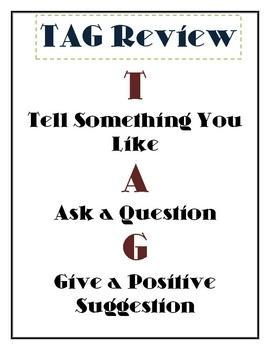 TAG Review
T
Tell Something You
Like
A
Ask a Question
G
Give a Positive
Suggestion